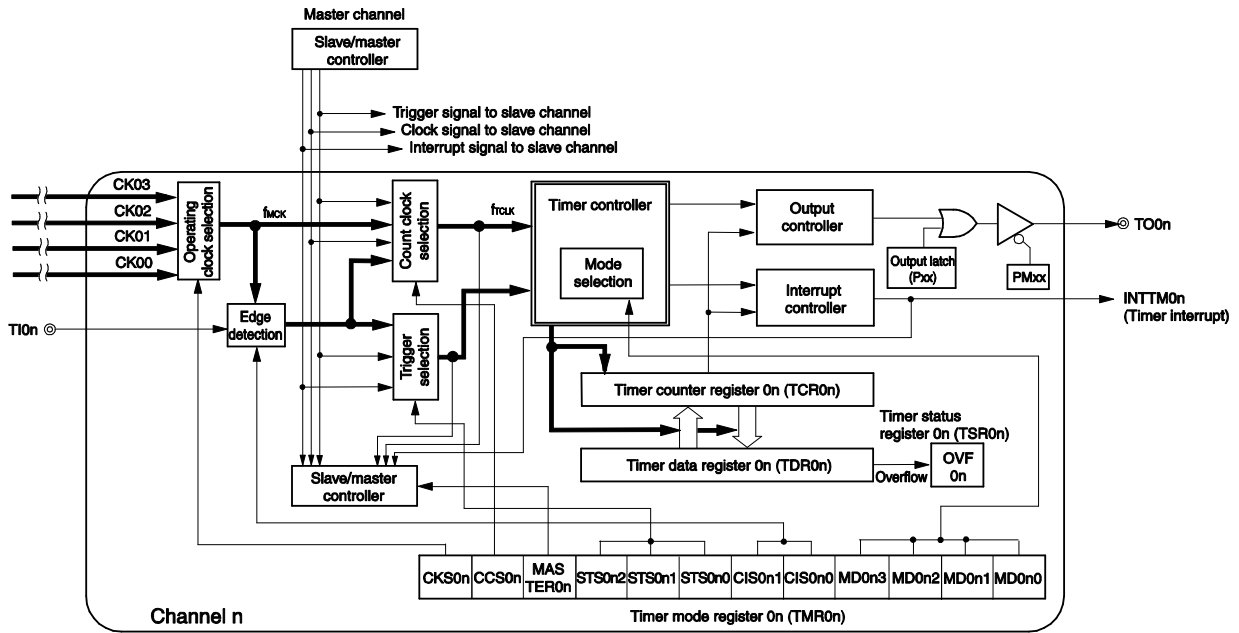 Master channel
Slave/master
controller
Trigger signal to slave channel
Clock signal to slave channel
Interrupt signal to slave channel
CK03
CK02
CK01
CK00
Operating
clock selection
fMCK
Count clock
selection
fTCLK
Timer controller
Mode
selection
Output
controller
Output latch
(Pxx)
PMxx
TO0n
Interrupt
controller
INTTM0n
(Timer interrupt)
TI0n
Edge
detection
Trigger
selection
Timer counter register 0n (TCR0n)
Timer status
register 0n (TSR0n)
Timer data register 0n (TDR0n)
Overflow
OVF
0n
Slave/master
controller
CKS0n
CCS0n
MAS
TER0n
STS0n2
STS0n1
STS0n0
CIS0n1
CIS0n0
MD0n3
MD0n2
MD0n1
MD0n0
Channel n
Timer mode register 0n (TMR0n)